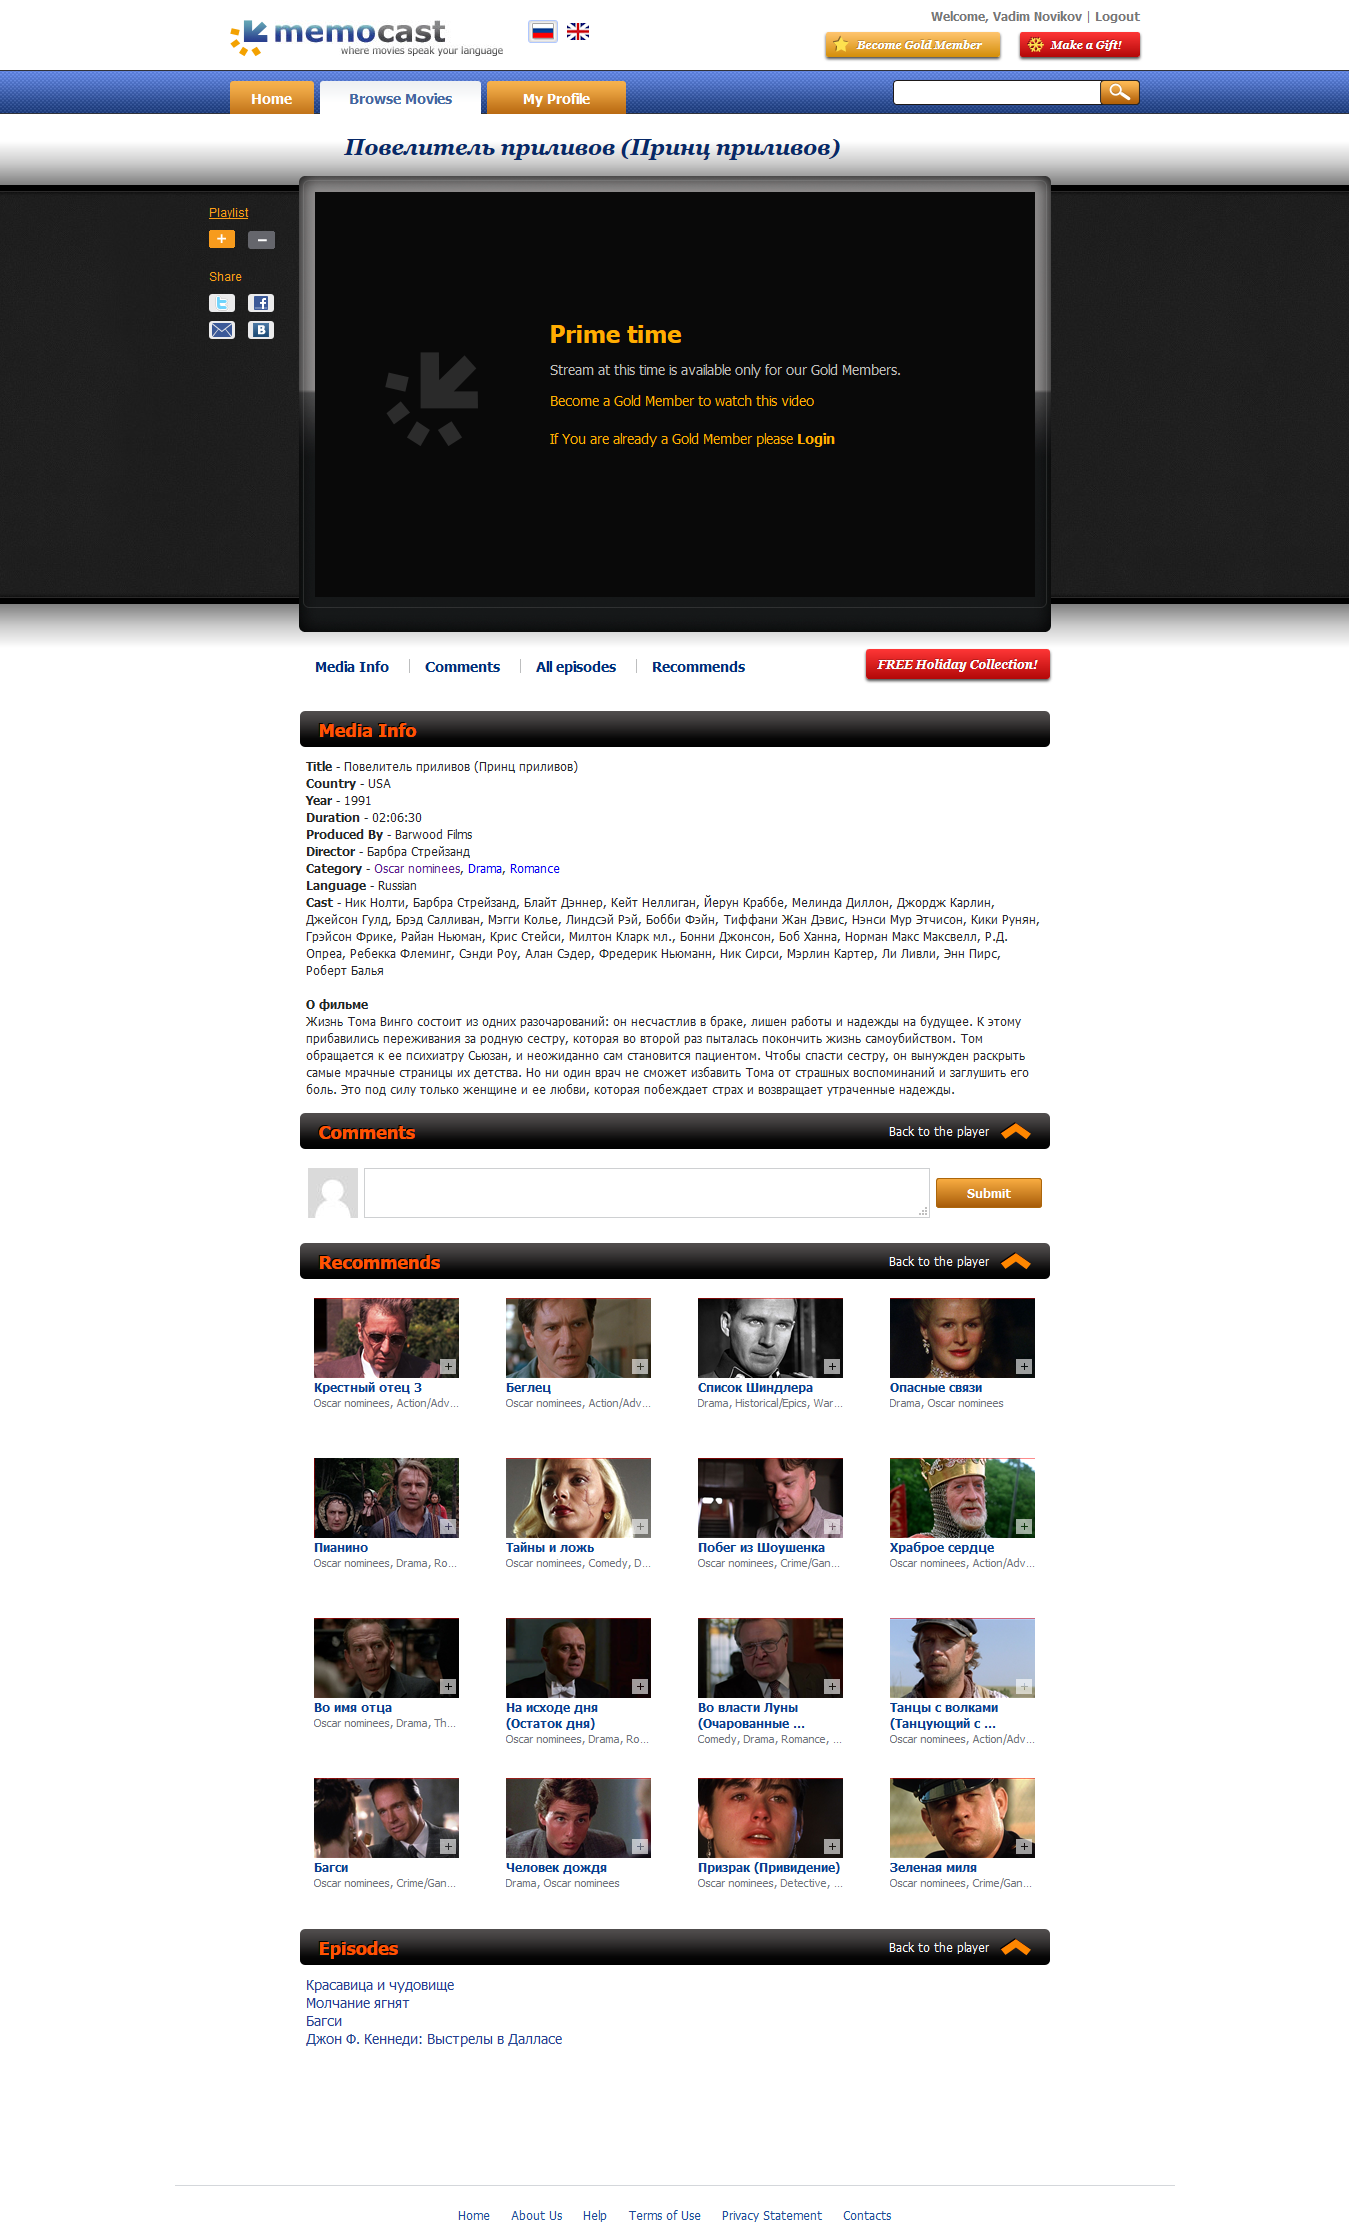 memocast
where movies speak your language
Welcome, Vadim Novikov | Logout
Become Gold Member
Make a Gift!
Home
Browse Movies
My Profile
Повелитель приливов (Принц приливов)
Playlist
Share
Prime time
Stream at this time is available only for our Gold Members.
Become a Gold Member to watch this video
If You are already a Gold Member please Login
Media Info
Comments
All episodes
Recommends
FREE Holiday Collection!
Media Info
Title - Повелитель приливов (Принц приливов)
Country - USA
Year - 1991
Duration - 02:06:30
Produced By - Barwood Films
Director - Барбра Стрейзанд
Category - Oscar nominees, Drama, Romance
Language - Russian
Cast - Ник Нолти, Барбра Стрейзанд, Блайт Дэннер, Кейт Неллиган, Йерун Краббе, Мелинда Диллон, Джордж Карлин,
Джейсон Гулд, Брэд Салливан, Мэгги Колье, Линдсэй Рэй, Бобби Фэйн, Тиффани Жан Дэвис, Нэнси Мур Этчисон, Кики Рунян,
Грэйсон Фрике, Райан Ньюман, Крис Стейси, Милтон Кларк мл., Бонни Джонсон, Боб Ханна, Норман Макс Максвелл, Р.Д.
Опреа, Ребекка Флеминг, Сэнди Роу, Алан Сэдер, Фредерик Ньюманн, Ник Сирси, Мэрлин Картер, Ли Ливли, Энн Пирс,
Роберт Балья
О фильме
Жизнь Тома Винго состоит из одних разочарований: он несчастлив в браке, лишен работы и надежды на будущее. К этому
прибавились переживания за родную сестру, которая во второй раз пыталась покончить жизнь самоубийством. Том
обращается к ее психиатру Сьюзан, и неожиданно сам становится пациентом. Чтобы спасти сестру, он вынужден раскрыть
самые мрачные страницы их детства. Но ни один врач не сможет избавить Тома от страшных воспоминаний и заглушить его
боль. Это под силу только женщине и ее любви, которая побеждает страх и возвращает утраченные надежды.
Comments
Back to the player
Submit
Recommends
Back to the player
Крестный отец 3
Oscar nominees, Action/Adv...
Беглец
Oscar nominees, Action/Adv...
Список Шиндлера
Drama, Historical/Epics, War...
Опасные связи
Drama, Oscar nominees
Пианино
Oscar nominees, Drama, Ro...
Тайны и ложь
Oscar nominees, Comedy, D...
Побег из Шоушенка
Oscar nominees, Crime/Gan...
Храброе сердце
Oscar nominees, Action/Adv...
Во имя отца
Oscar nominees, Drama, Th...
На исходе дня
(Остаток дня)
Oscar nominees, Drama, Ro...
Во власти Луны
(Очарованные ...
Comedy, Drama, Romance, ...
Танцы с волками
(Танцующий с ...
Oscar nominees, Action/Adv...
Багси
Oscar nominees, Crime/Gan...
Человек дождя
Drama, Oscar nominees
Призрак (Привидение)
Oscar nominees, Detective, ...
Зеленая миля
Oscar nominees, Crime/Gan...
Episodes
Back to the player
Красавица и чудовище
Молчание ягнят
Багси
Джон Ф. Кеннеди: Выстрелы в Далласе
Home
About Us
Help
Terms of Use
Privacy Statement
Contacts